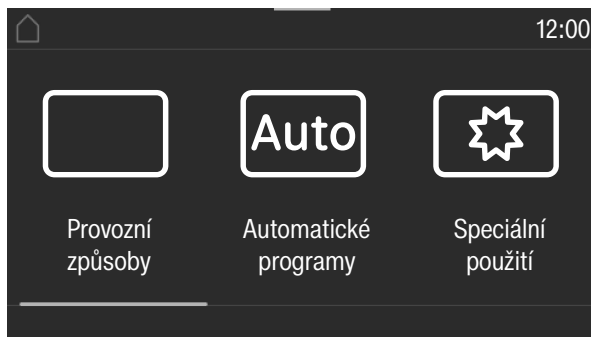 12:00
Auto
Provozní
způsoby
Automatické
programy
Speciální
použití